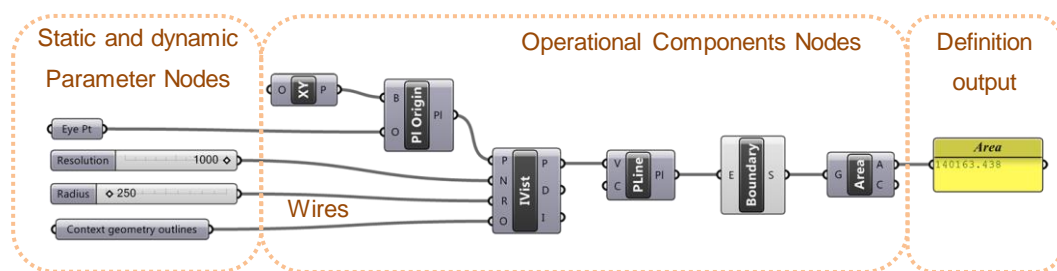 Static and dynamic
Parameter Nodes
Operational Components Nodes
Definition
output
O XY P
B
O
Pl Origin
Pl
Eye Pt
Resolution 1000
Radius 250
Context geometry outlines
Wires
P
N
R
O
IVist
P
D
I
V
C
PLine
Pl
E Boundary S
G Area A
C
Area
140163.438